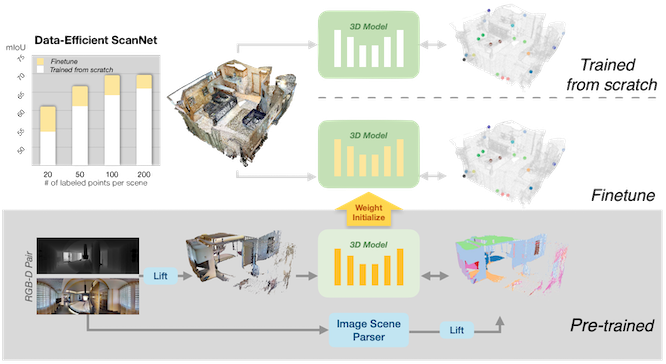 Data-Efficient ScanNet
mIoU
75
70
65
60
55
50
Finetune
Trained from scratch
20
50
100
200
# of labeled points per scene
3D Model
Trained
from scratch
3D Model
Finetune
Weight
Initialize
RGB-D Pair
Lift
3D Model
Image Scene
Parser
Lift
Pre-trained